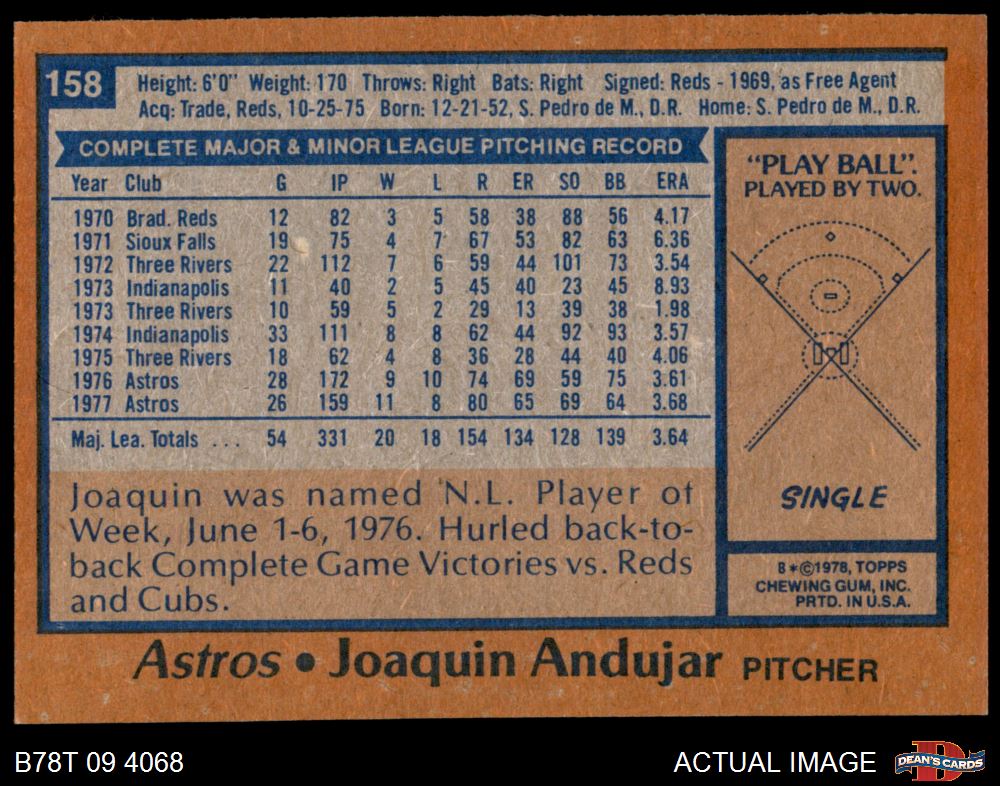 158
Height: 6'0" Weight: 170 Throws: Right Bats: Right Signed: Reds - 1969, as Free Agent
Acq: Trade, Reds, 10-25-75 Born: 12-21-52, S. Pedro de M., D.R. Home: S. Pedro de M., D.R.
COMPLETE MAJOR & MINOR LEAGUE PITCHING RECORD
Year Club G IP W L R ER SO BB ERA
1970 Brad. Reds 12 82 3 5 58 38 88 56 4.17
1971 Sioux Falls 19 75 4 7 67 53 82 63 6.36
1972 Three Rivers 22 112 7 6 59 44 101 73 3.54
1973 Indianapolis 11 40 2 5 45 40 23 45 8.93
1973 Three Rivers 10 59 5 2 29 13 39 38 1.98
1974 Indianapolis 33 111 8 8 62 44 92 93 3.57
1975 Three Rivers 18 62 4 8 36 28 44 40 4.06
1976 Astros 28 172 9 10 74 69 59 75 3.61
1977 Astros 26 159 11 8 80 65 69 64 3.68
Maj. Lea. Totals ... 54 331 20 18 154 134 128 139 3.64
Joaquin was named N.L. Player of
Week, June 1-6, 1976. Hurled back-to-
back Complete Game Victories vs. Reds
and Cubs.
"PLAY BALL".
PLAYED BY TWO.
SINGLE
B*©1978, TOPPS
CHEWING GUM, INC.
PRTD. IN U.S.A.
Astros • Joaquin Andujar PITCHER
B78T 09 4068
ACTUAL IMAGE
D
DEAN'S CARDS